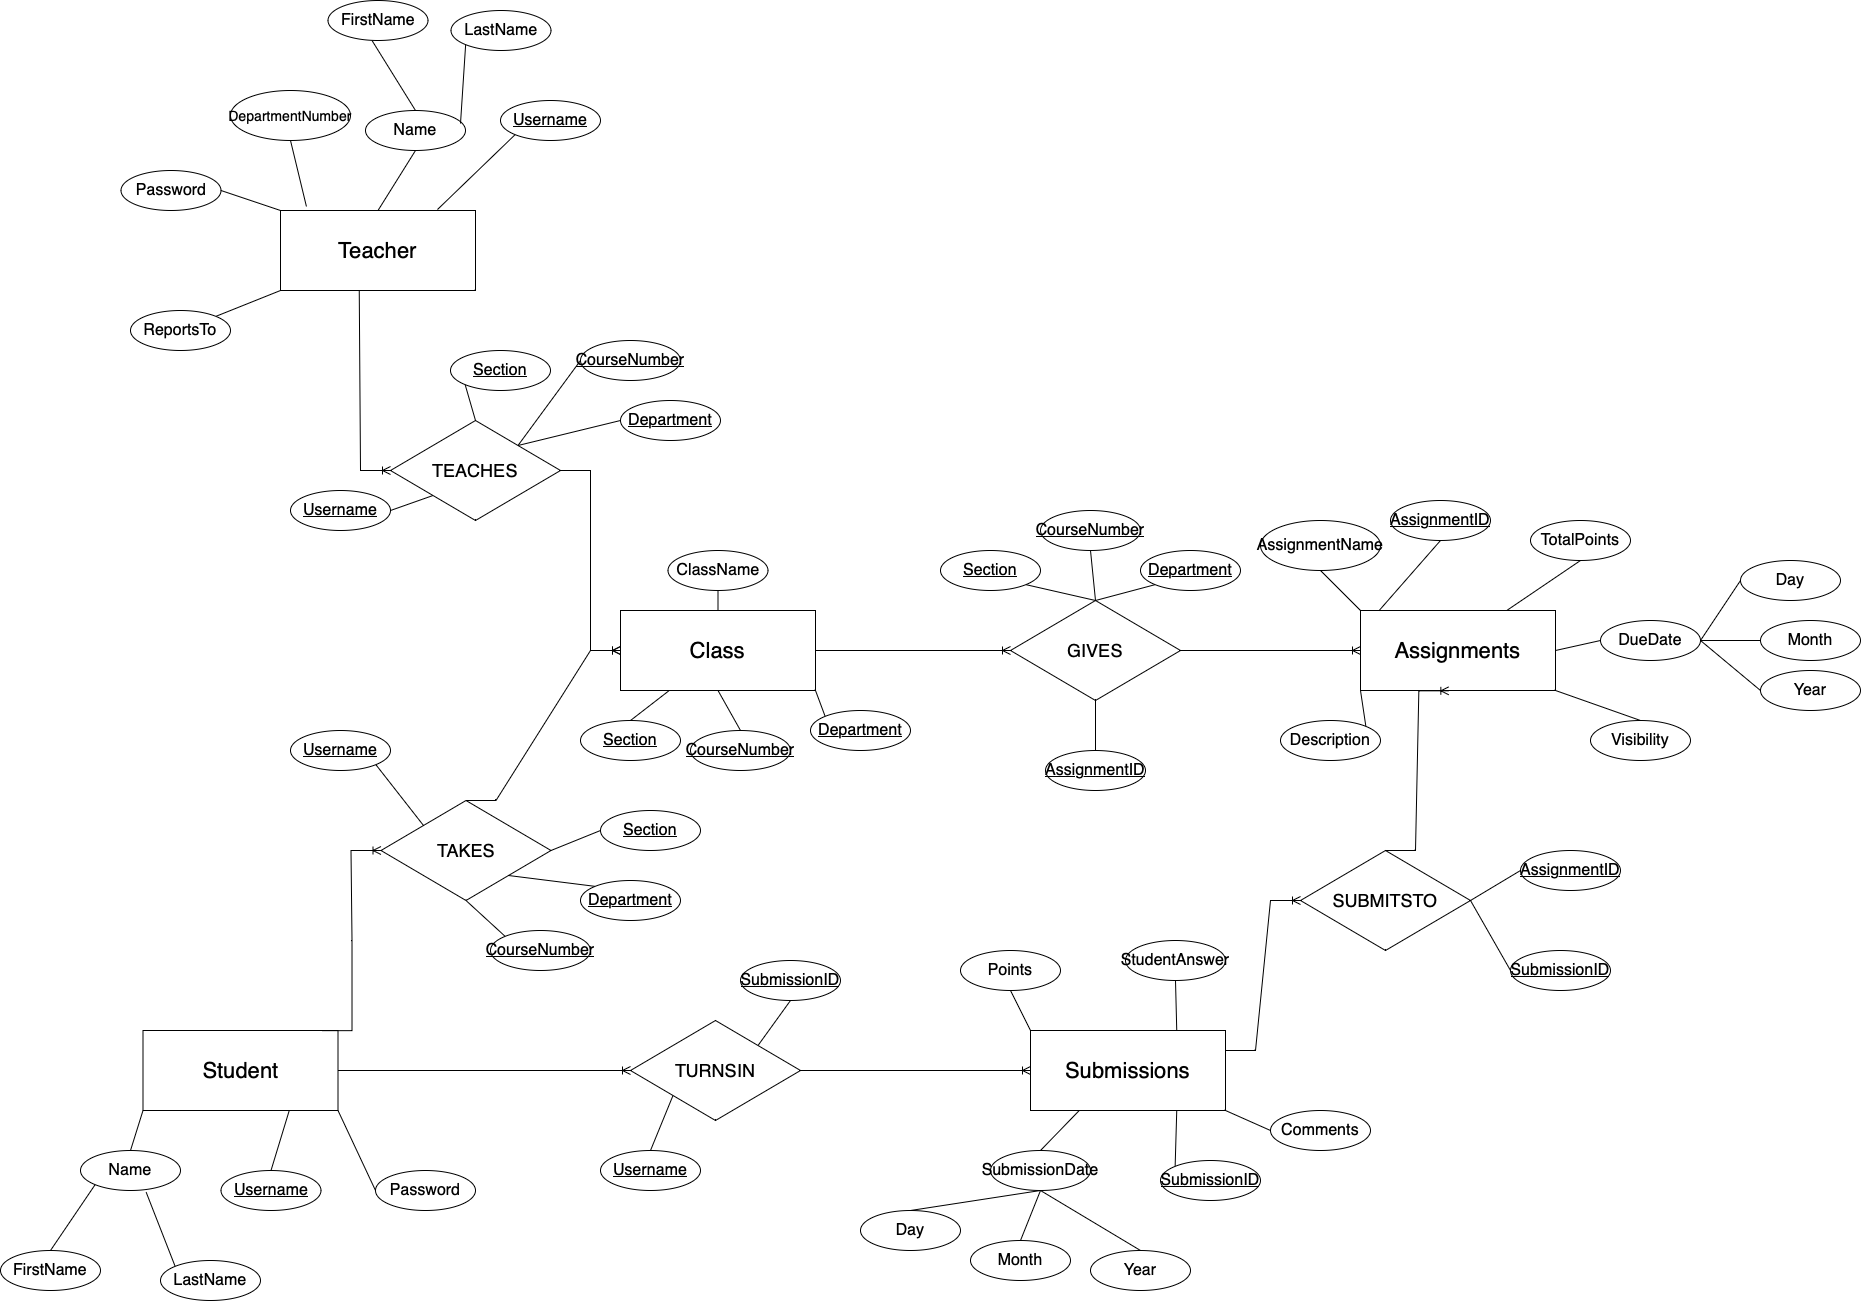 FirstName
LastName
DepartmentNumber
Name
Username
Password
Teacher
ReportsTo
Section
CourseNumber
Department
TEACHES
Username
ClassName
Class
Section
CourseNumber
Department
CourseNumber
Section
Department
GIVES
AssignmentID
AssignmentName
AssignmentID
TotalPoints
Assignments
DueDate
Day
Month
Year
Description
Visibility
Username
TAKES
Section
Department
CourseNumber
SUBMITSTO
AssignmentID
SubmissionID
Student
Name
Username
Password
FirstName
LastName
SubmissionID
TURNSIN
Username
Points
StudentAnswer
Submissions
Comments
SubmissionDate
SubmissionID
Day
Month
Year